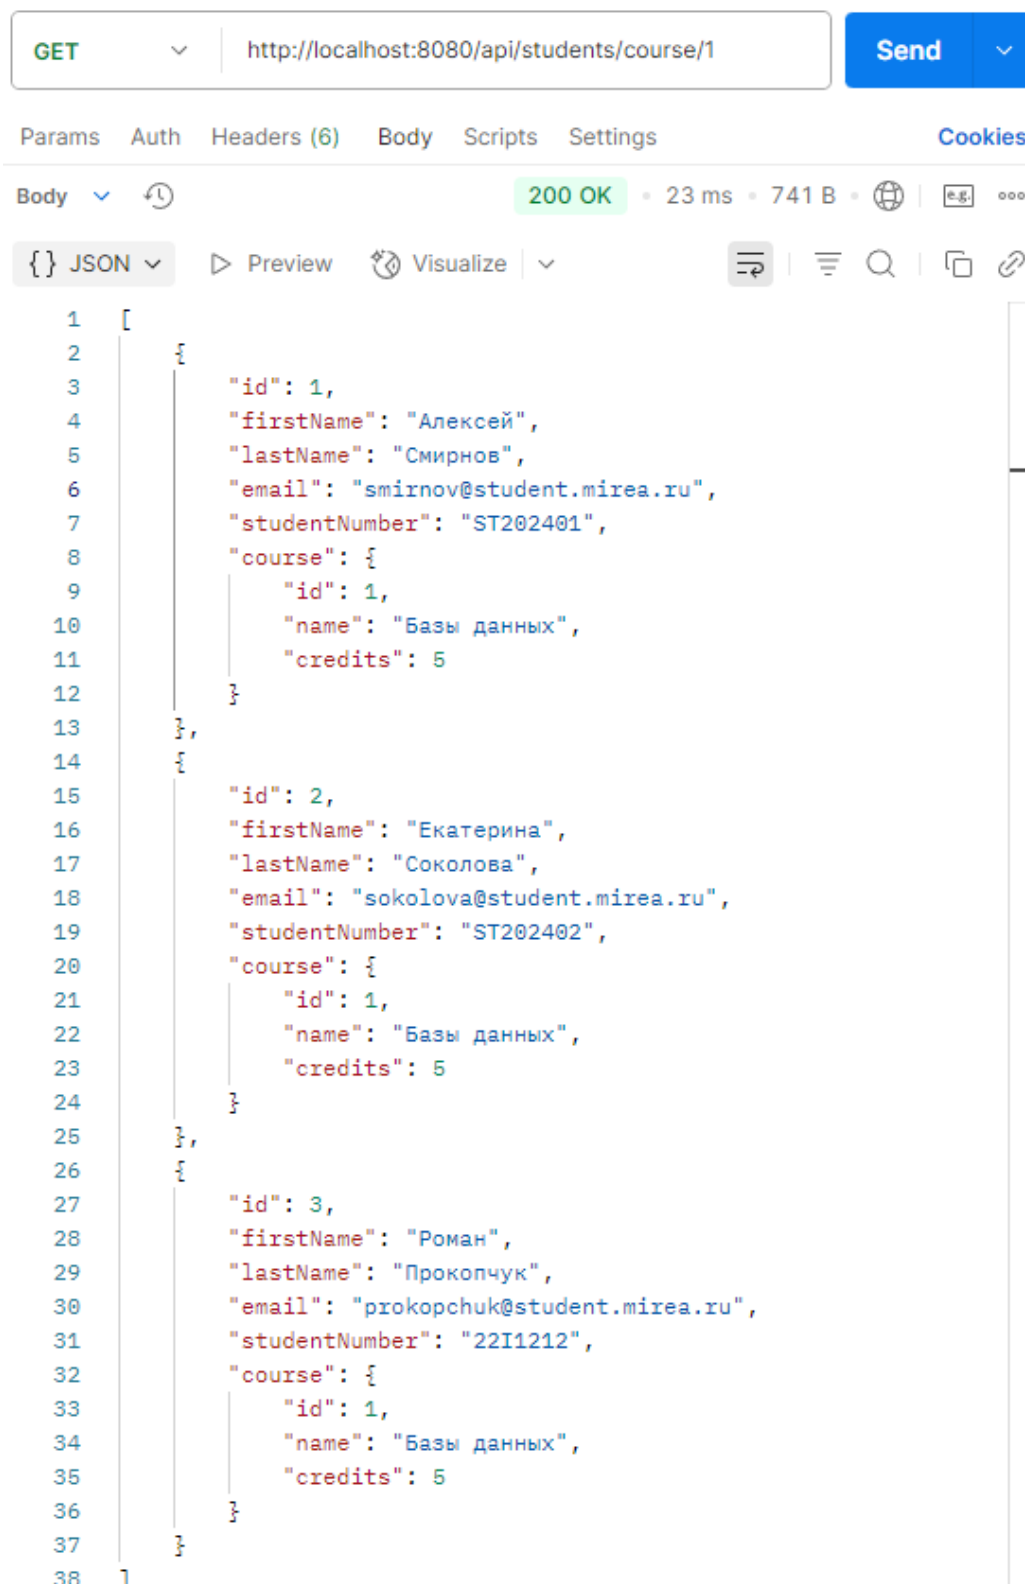 GET http://localhost:8080/api/students/course/1 Send
Params Auth Headers (6) Body Scripts Settings Cookies
Body 200 OK • 23 ms • 741 B • e.g. ooo
{} JSON Preview Visualize
1 [
2 {
3 "id": 1,
4 "firstName": "Алексей",
5 "lastName": "Смирнов",
6 "email": "smirnov@student.mirea.ru",
7 "studentNumber": "ST202401",
8 "course": {
9 "id": 1,
10 "name": "Базы данных",
11 "credits": 5
12 }
13 },
14 {
15 "id": 2,
16 "firstName": "Екатерина",
17 "lastName": "Соколова",
18 "email": "sokolova@student.mirea.ru",
19 "studentNumber": "ST202402",
20 "course": {
21 "id": 1,
22 "name": "Базы данных",
23 "credits": 5
24 }
25 },
26 {
27 "id": 3,
28 "firstName": "Роман",
29 "lastName": "Прокопчук",
30 "email": "prokopchuk@student.mirea.ru",
31 "studentNumber": "22I1212",
32 "course": {
33 "id": 1,
34 "name": "Базы данных",
35 "credits": 5
36 }
37 }
38 ]